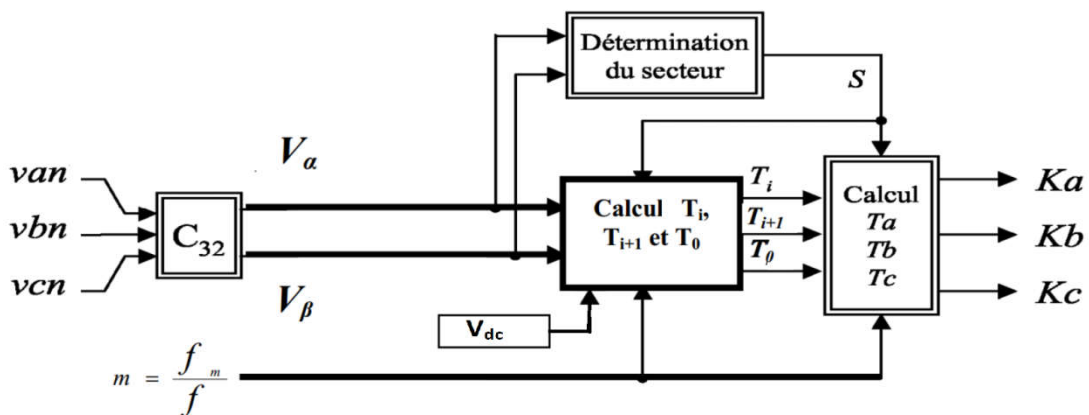 Détermination
du secteur
S
Vα
van
vbn
vcn
C32
Vβ
Calcul Ti,
Ti+1 et T0
Ti
Ti+1
T0
Calcul
Ta
Tb
Tc
Ka
Kb
Kc
Vdc
m = fm / f